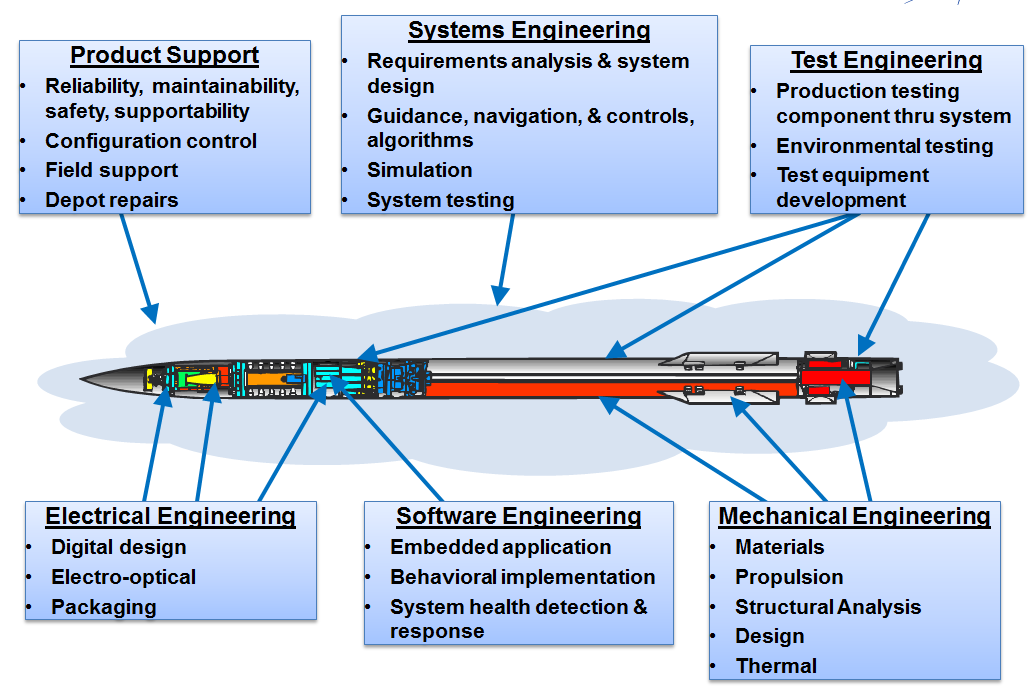 Product Support
• Reliability, maintainability,
safety, supportability
• Configuration control
• Field support
• Depot repairs
Systems Engineering
• Requirements analysis & system
design
• Guidance, navigation, & controls,
algorithms
• Simulation
• System testing
Test Engineering
• Production testing
component thru system
• Environmental testing
• Test equipment
development
Electrical Engineering
• Digital design
• Electro-optical
• Packaging
Software Engineering
• Embedded application
• Behavioral implementation
• System health detection &
response
Mechanical Engineering
• Materials
• Propulsion
• Structural Analysis
• Design
• Thermal